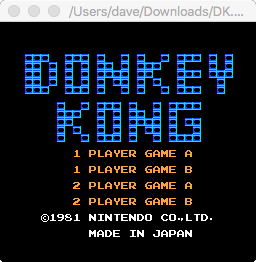 /Users/dave/Downloads/DK....
DONKEY
KONG
1 PLAYER GAME A
1 PLAYER GAME B
2 PLAYER GAME A
2 PLAYER GAME B
©1981 NINTENDO CO.,LTD.
MADE IN JAPAN